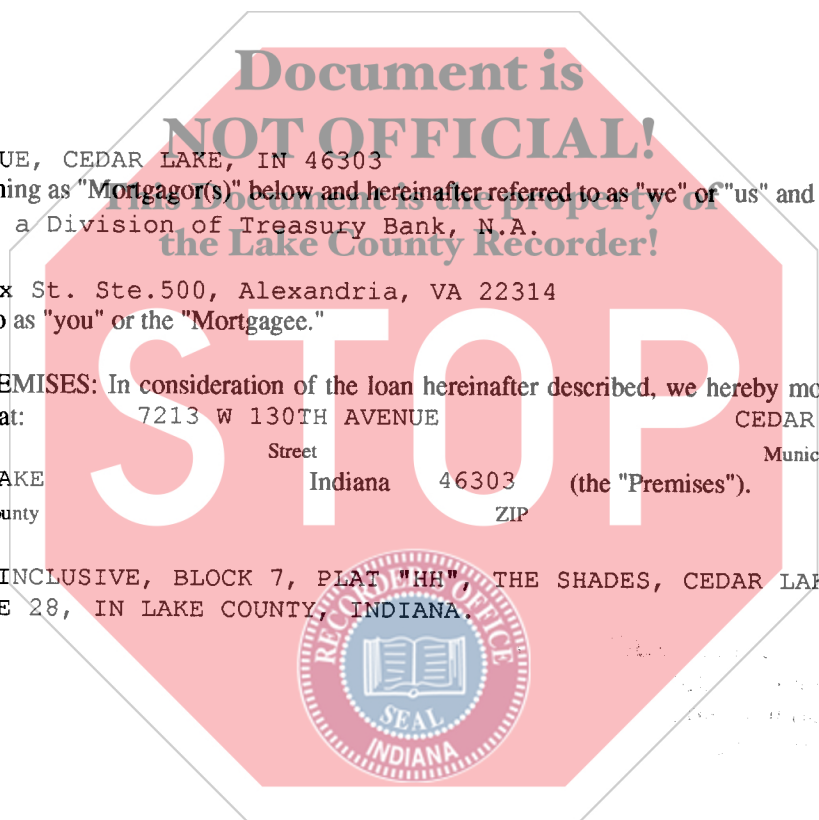 Document is
NOT OFFICIAL!
UE, CEDAR LAKE, IN 46303
ning as "Mortgagor(s)" below and hereinafter referred to as "we" or "us" and
This Document is the property of
a Division of Treasury Bank, N.A.
the Lake County Recorder!
x St. Ste.500, Alexandria, VA 22314
o as "you" or the "Mortgagee."
STOP
EMISES: In consideration of the loan hereinafter described, we hereby mo
at: 7213 W 130TH AVENUE CEDAR
Street Munic
AKE Indiana 46303 (the "Premises").
ounty ZIP
INCLUSIVE, BLOCK 7, PLAT "HH", THE SHADES, CEDAR LAK
E 28, IN LAKE COUNTY, INDIANA.
RECORDER'S OFFICE
SEAL
INDIANA